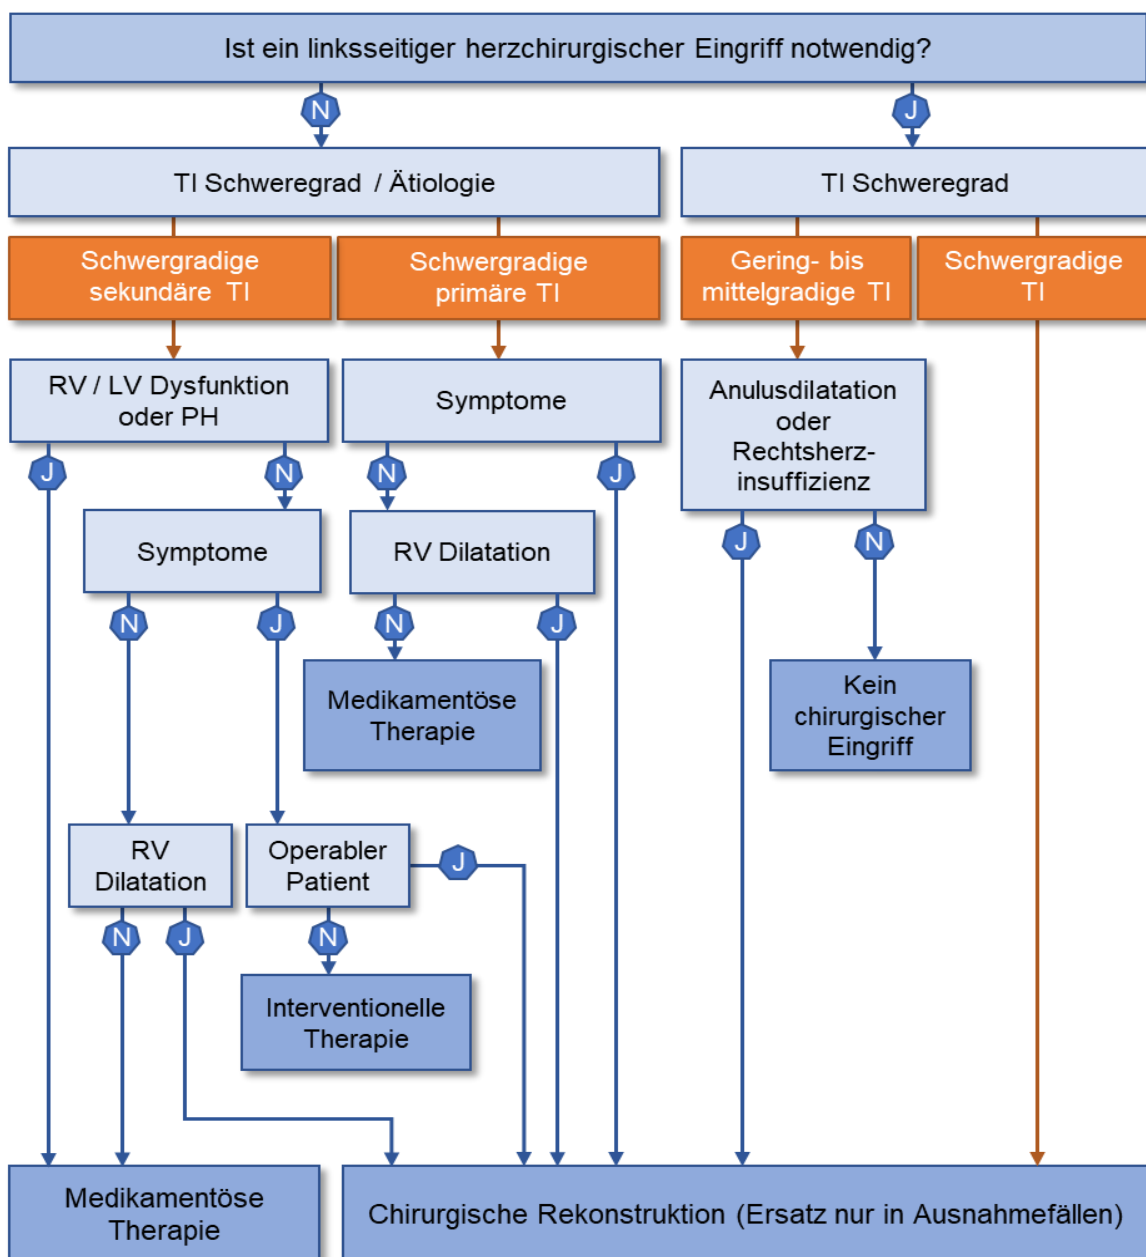 Ist ein linksseitiger herzchirurgischer Eingriff notwendig?
N
J
TI Schweregrad / Ätiologie
TI Schweregrad
Schwergradige
sekundäre TI
Schwergradige
primäre TI
Gering- bis
mittelgradige TI
Schwergradige
TI
RV / LV Dysfunktion
oder PH
Symptome
Anulusdilatation
oder
Rechtsherz-
insuffizienz
J
N
N
J
J
N
Symptome
RV Dilatation
N
J
N
J
Medikamentöse
Therapie
Kein
chirurgischer
Eingriff
RV
Dilatation
Operabler
Patient
J
N
J
N
Interventionelle
Therapie
Medikamentöse
Therapie
Chirurgische Rekonstruktion (Ersatz nur in Ausnahmefällen)